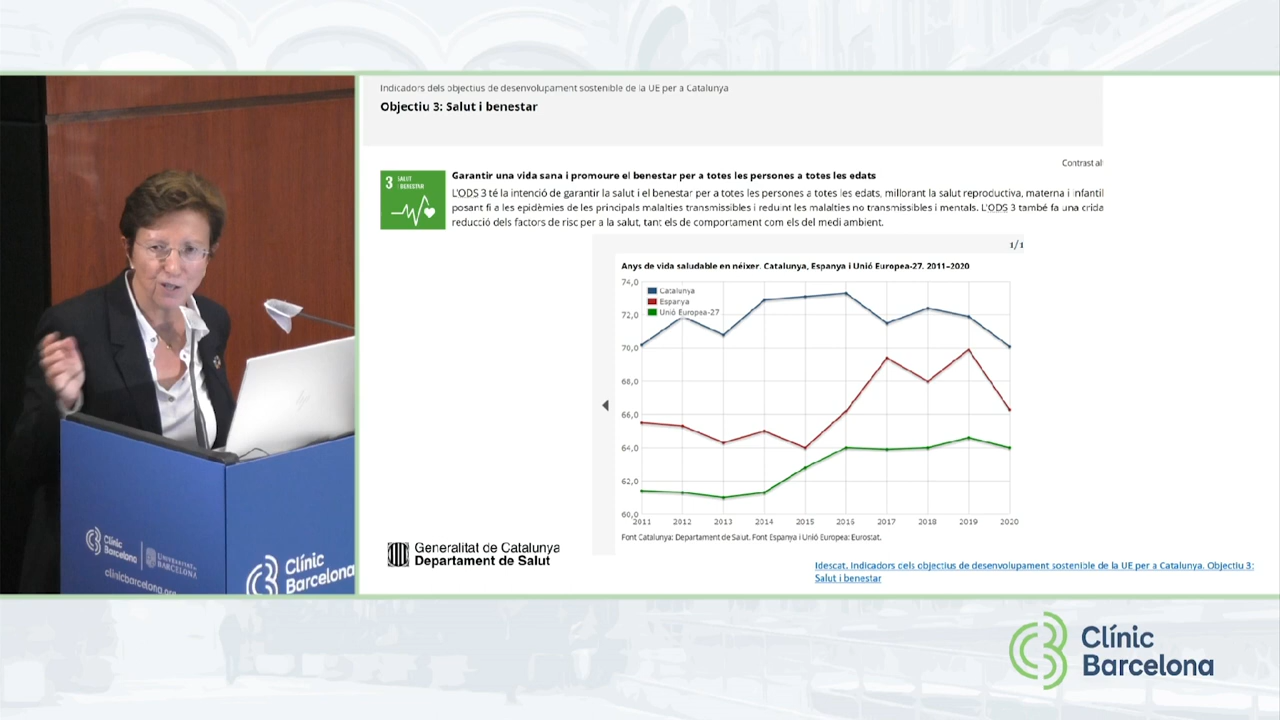 Indicadors dels objectius de desenvolupament sostenible de la UE per a Catalunya
Objectiu 3: Salut i benestar
Contrast al
3 SALUT
I BENESTAR
Garantir una vida sana i promoure el benestar per a totes les persones a totes les edats
L'ODS 3 té la intenció de garantir la salut i el benestar per a totes les persones a totes les edats, millorant la salut reproductiva, materna i infantil
posant fi a les epidèmies de les principals malalties transmissibles i reduint les malalties no transmissibles i mentals. L'ODS 3 també fa una crida
reducció dels factors de risc per a la salut, tant els de comportament com els del medi ambient.
1/1
Anys de vida saludable en néixer. Catalunya, Espanya i Unió Europea-27. 2011–2020
74,0
Catalunya
Espanya
Unió Europea-27
72,0
70,0
68,0
66,0
64,0
62,0
60,0
2011 2012 2013 2014 2015 2016 2017 2018 2019 2020
Font Catalunya: Departament de Salut. Font Espanya i Unió Europea: Eurostat.
Generalitat de Catalunya
Departament de Salut
Idescat. Indicadors dels objectius de desenvolupament sostenible de la UE per a Catalunya. Objectiu 3:
Salut i benestar
Clínic
Barcelona
UNIVERSITAT DE
BARCELONA
clinicbarcelona.org
Clínic
Barcelona
Clínic
Barcelona